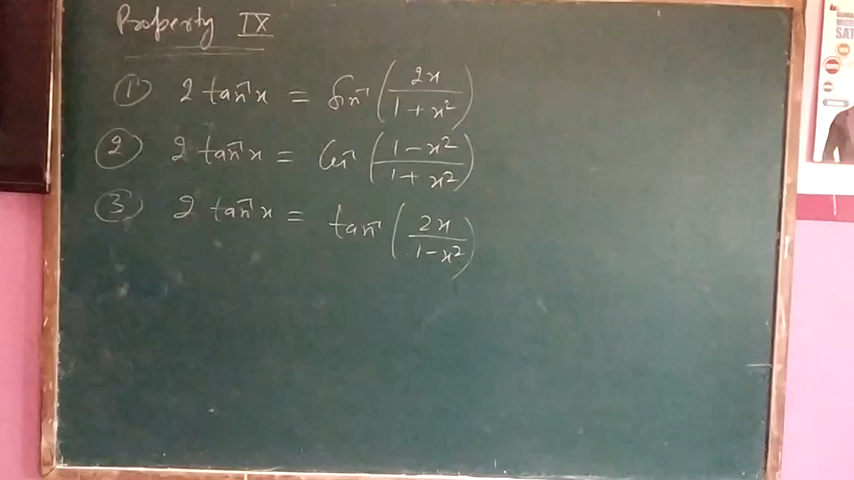 Property IX
① 2 tan⁻¹x = Sin⁻¹ (2x / 1 + x²)
② 2 tan⁻¹x = Cos⁻¹ (1 - x² / 1 + x²)
③ 2 tan⁻¹x = tan⁻¹ (2x / 1 - x²)
SAT